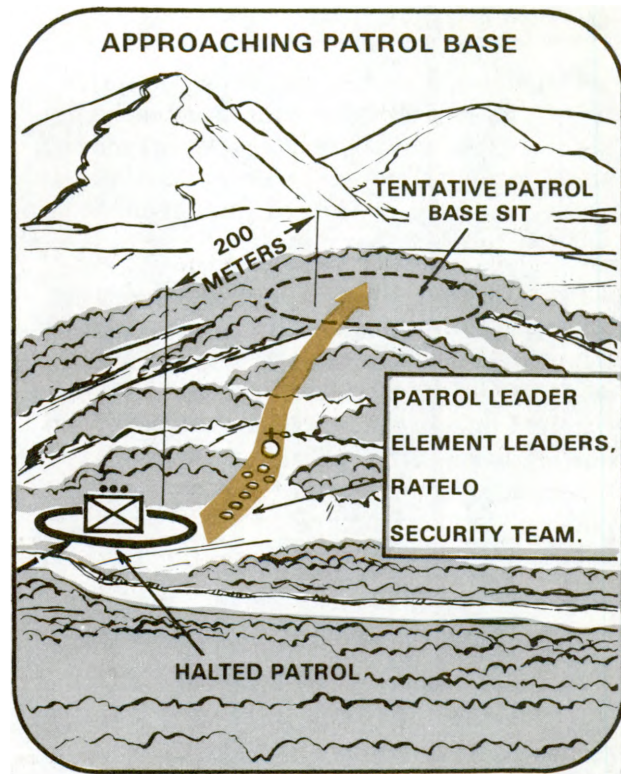 APPROACHING PATROL BASE
TENTATIVE PATROL
BASE SIT
200
METERS
PATROL LEADER
ELEMENT LEADERS,
RATELO
SECURITY TEAM.
HALTED PATROL